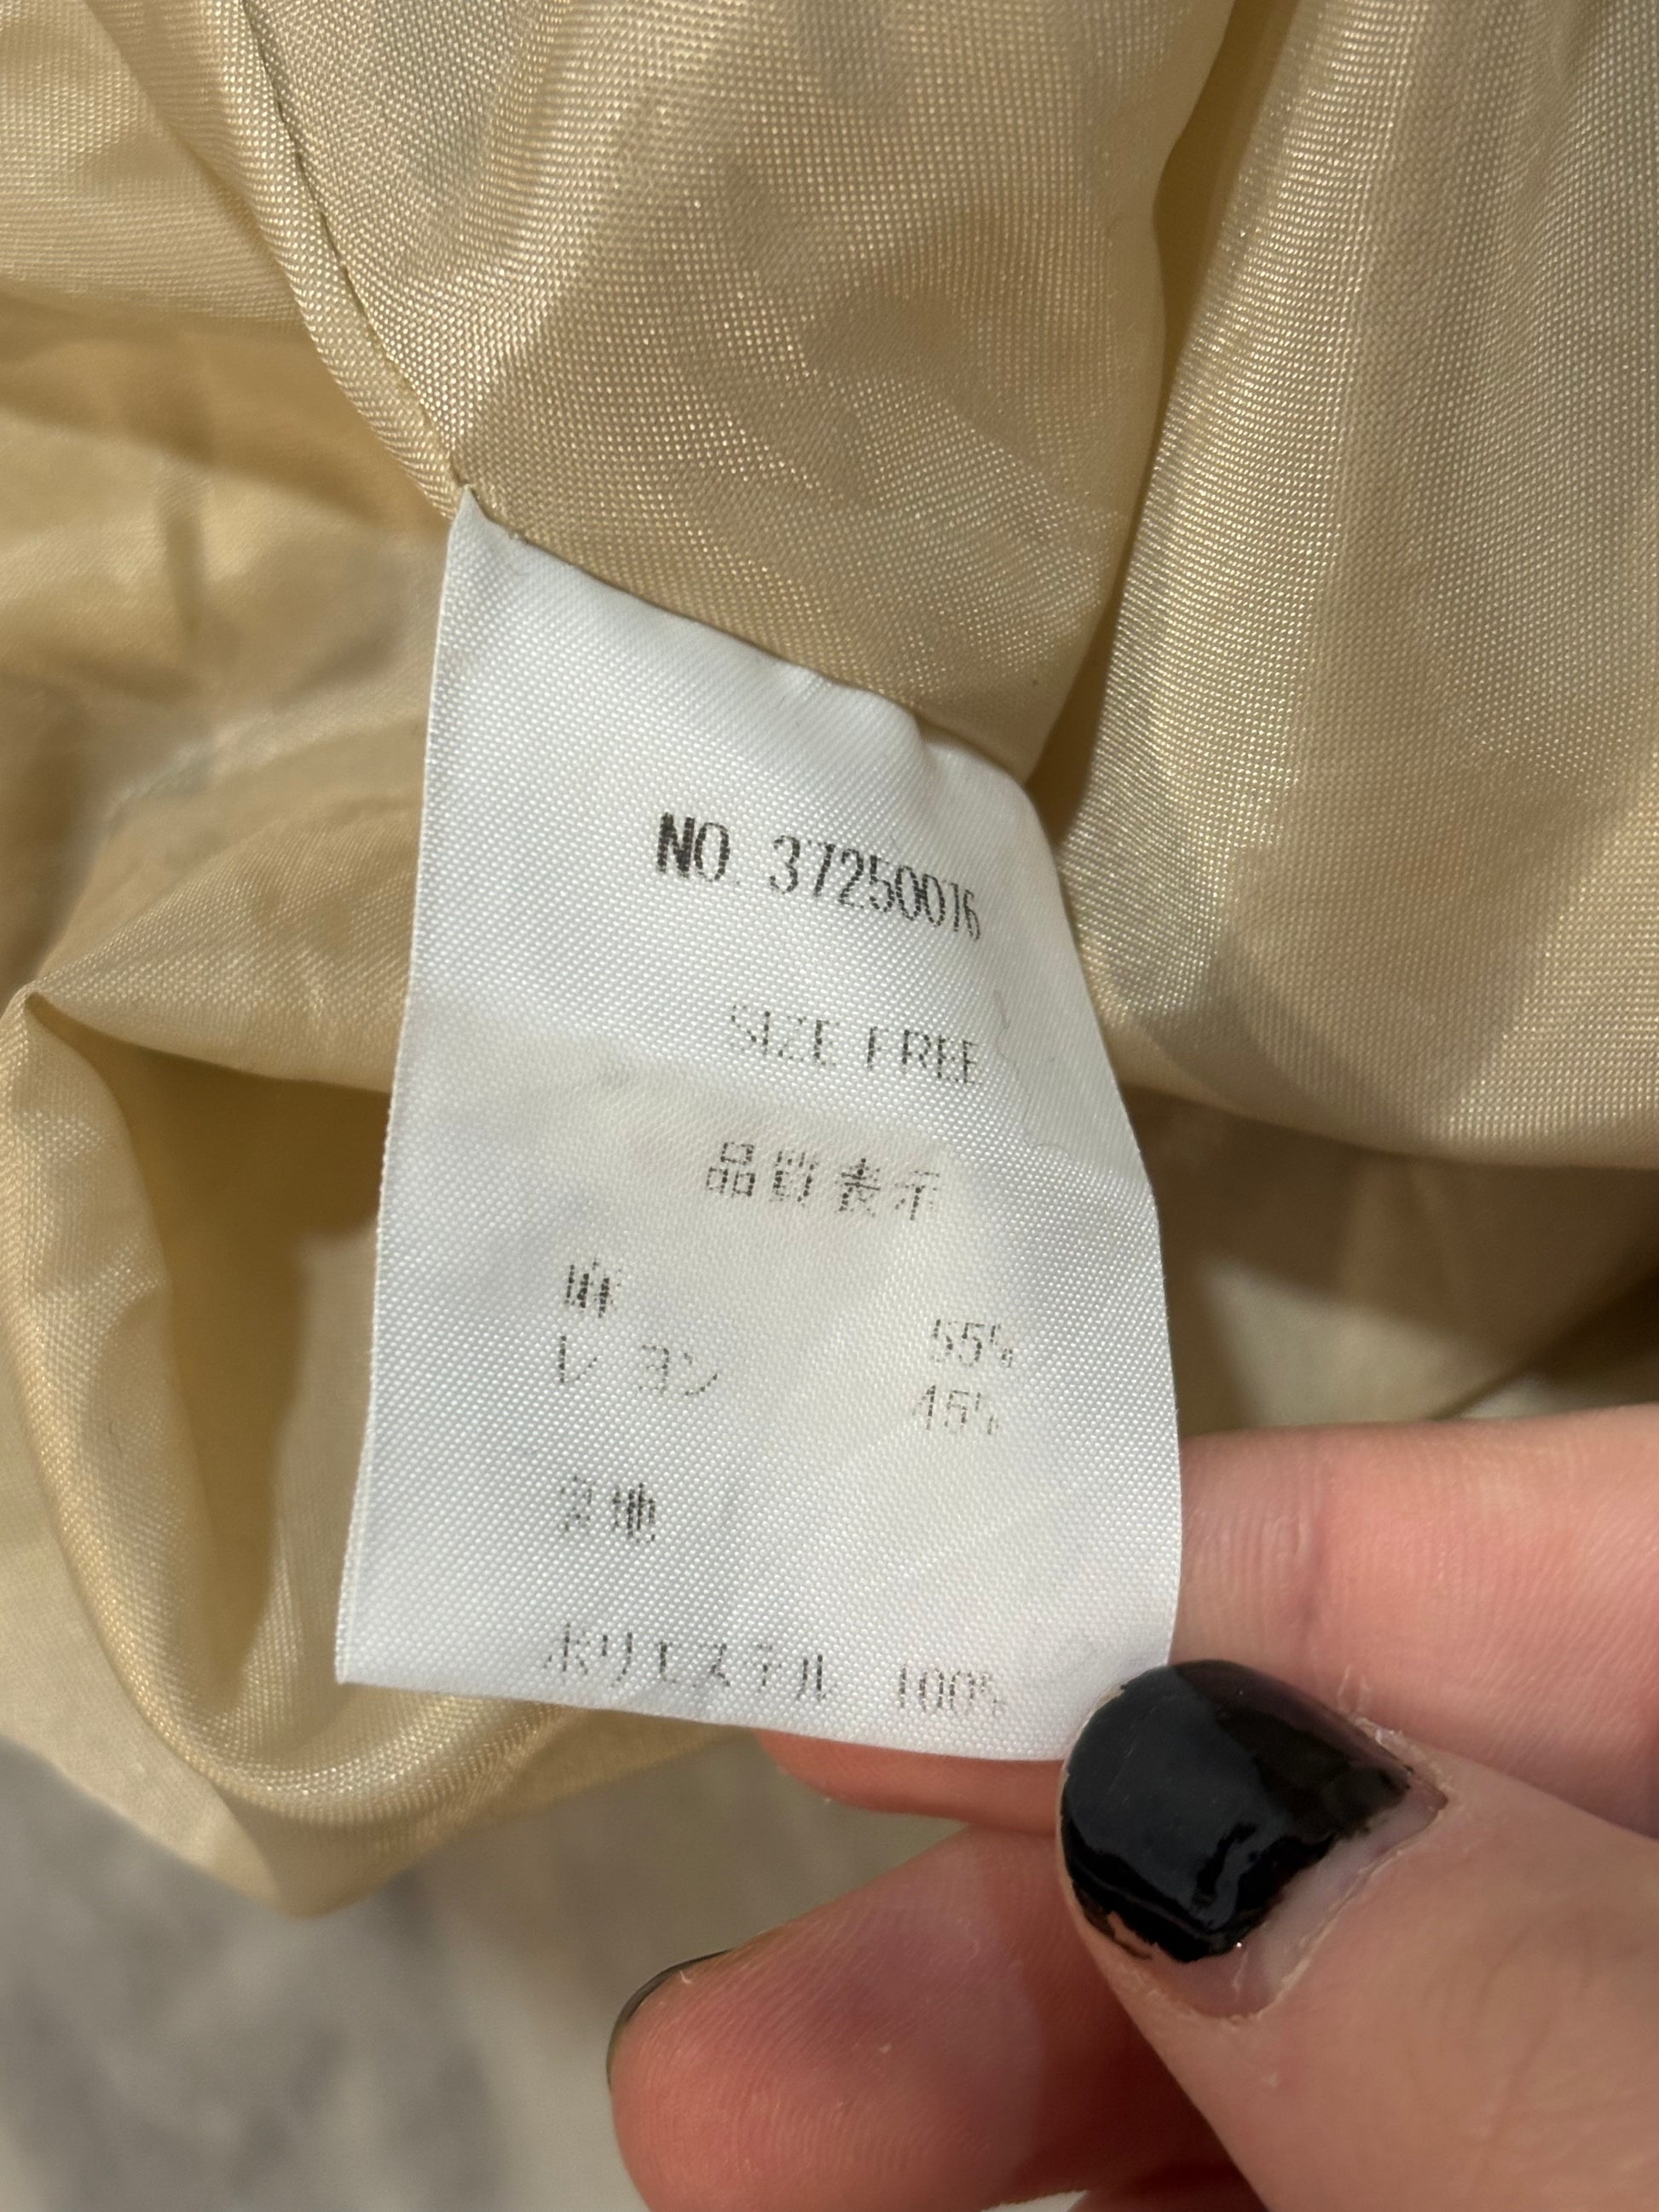 NO. 37250076
SIZE FREE
品質表示
麻 55%
レーヨン 45%
裏地
ポリエステル 100%